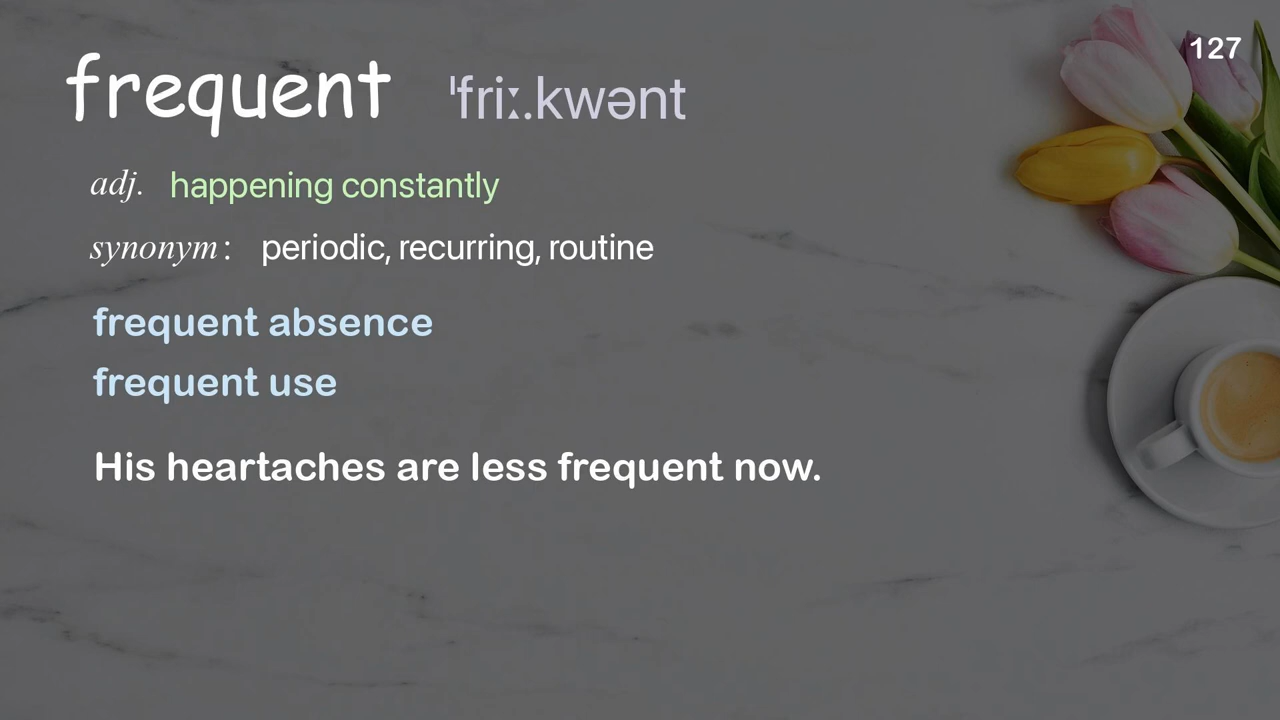 127
frequent ˈfriː.kwənt
adj. happening constantly
synonym: periodic, recurring, routine
frequent absence
frequent use
His heartaches are less frequent now.